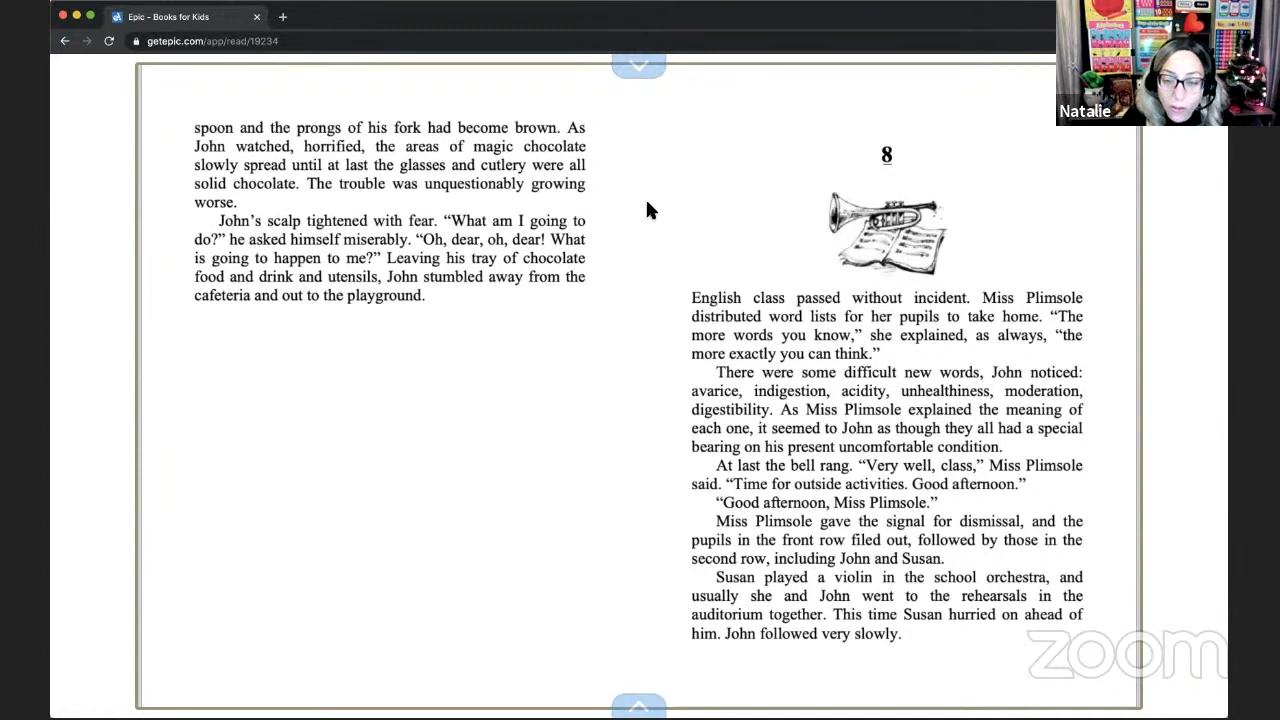 Epic - Books for Kids
getepic.com/app/read/19234
Natalie
spoon and the prongs of his fork had become brown. As
John watched, horrified, the areas of magic chocolate
slowly spread until at last the glasses and cutlery were all
solid chocolate. The trouble was unquestionably growing
worse.
John’s scalp tightened with fear. “What am I going to
do?” he asked himself miserably. “Oh, dear, oh, dear! What
is going to happen to me?” Leaving his tray of chocolate
food and drink and utensils, John stumbled away from the
cafeteria and out to the playground.
8
English class passed without incident. Miss Plimsole
distributed word lists for her pupils to take home. “The
more words you know,” she explained, as always, “the
more exactly you can think.”
There were some difficult new words, John noticed:
avarice, indigestion, acidity, unhealthiness, moderation,
digestibility. As Miss Plimsole explained the meaning of
each one, it seemed to John as though they all had a special
bearing on his present uncomfortable condition.
At last the bell rang. “Very well, class,” Miss Plimsole
said. “Time for outside activities. Good afternoon.”
“Good afternoon, Miss Plimsole.”
Miss Plimsole gave the signal for dismissal, and the
pupils in the front row filed out, followed by those in the
second row, including John and Susan.
Susan played a violin in the school orchestra, and
usually she and John went to the rehearsals in the
auditorium together. This time Susan hurried on ahead of
him. John followed very slowly.
zoom